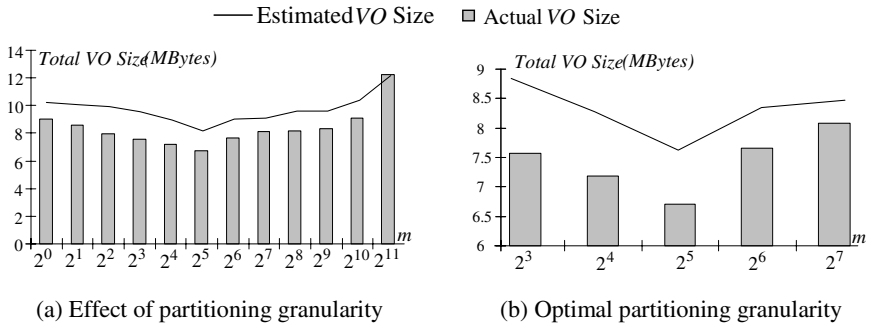 Estimated VO Size Actual VO Size
Total VO Size(MBytes)
14
12
10
8
6
4
2
0
2^0 2^1 2^2 2^3 2^4 2^5 2^6 2^7 2^8 2^9 2^10 2^11
m
(a) Effect of partitioning granularity
Total VO Size(MBytes)
9
8.5
8
7.5
7
6.5
6
2^3 2^4 2^5 2^6 2^7
m
(b) Optimal partitioning granularity